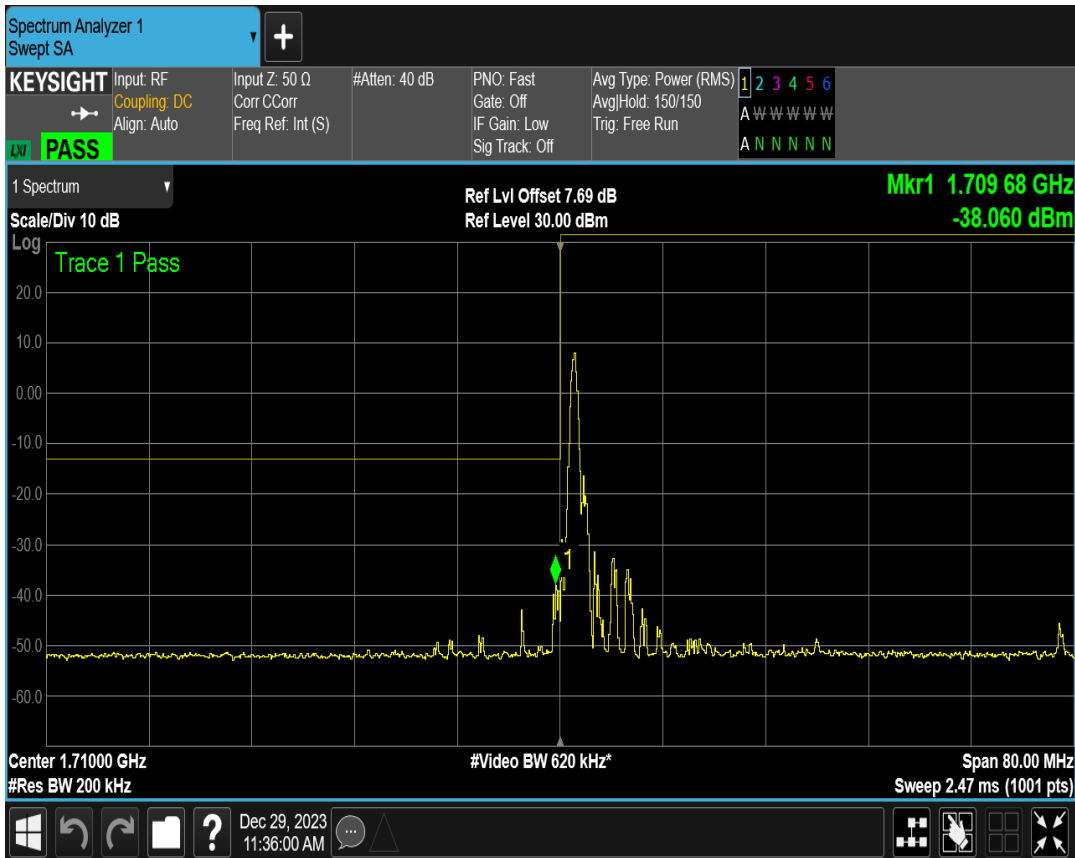 Spectrum Analyzer 1
Swept SA
+
KEYSIGHT
LXI PASS
Input: RF
Coupling: DC
Align: Auto
Input Z: 50 Ω
Corr CCorr
Freq Ref: Int (S)
#Atten: 40 dB
PNO: Fast
Gate: Off
IF Gain: Low
Sig Track: Off
Avg Type: Power (RMS)
Avg|Hold: 150/150
Trig: Free Run
1 2 3 4 5 6
A W W W W W
A N N N N N
1 Spectrum
Scale/Div 10 dB
Ref Lvl Offset 7.69 dB
Ref Level 30.00 dBm
Mkr1 1.709 68 GHz
-38.060 dBm
Log
Trace 1 Pass
20.0
10.0
0.00
-10.0
-20.0
-30.0
-40.0
-50.0
-60.0
1
Center 1.71000 GHz
#Res BW 200 kHz
#Video BW 620 kHz*
Span 80.00 MHz
Sweep 2.47 ms (1001 pts)
?
Dec 29, 2023
11:36:00 AM